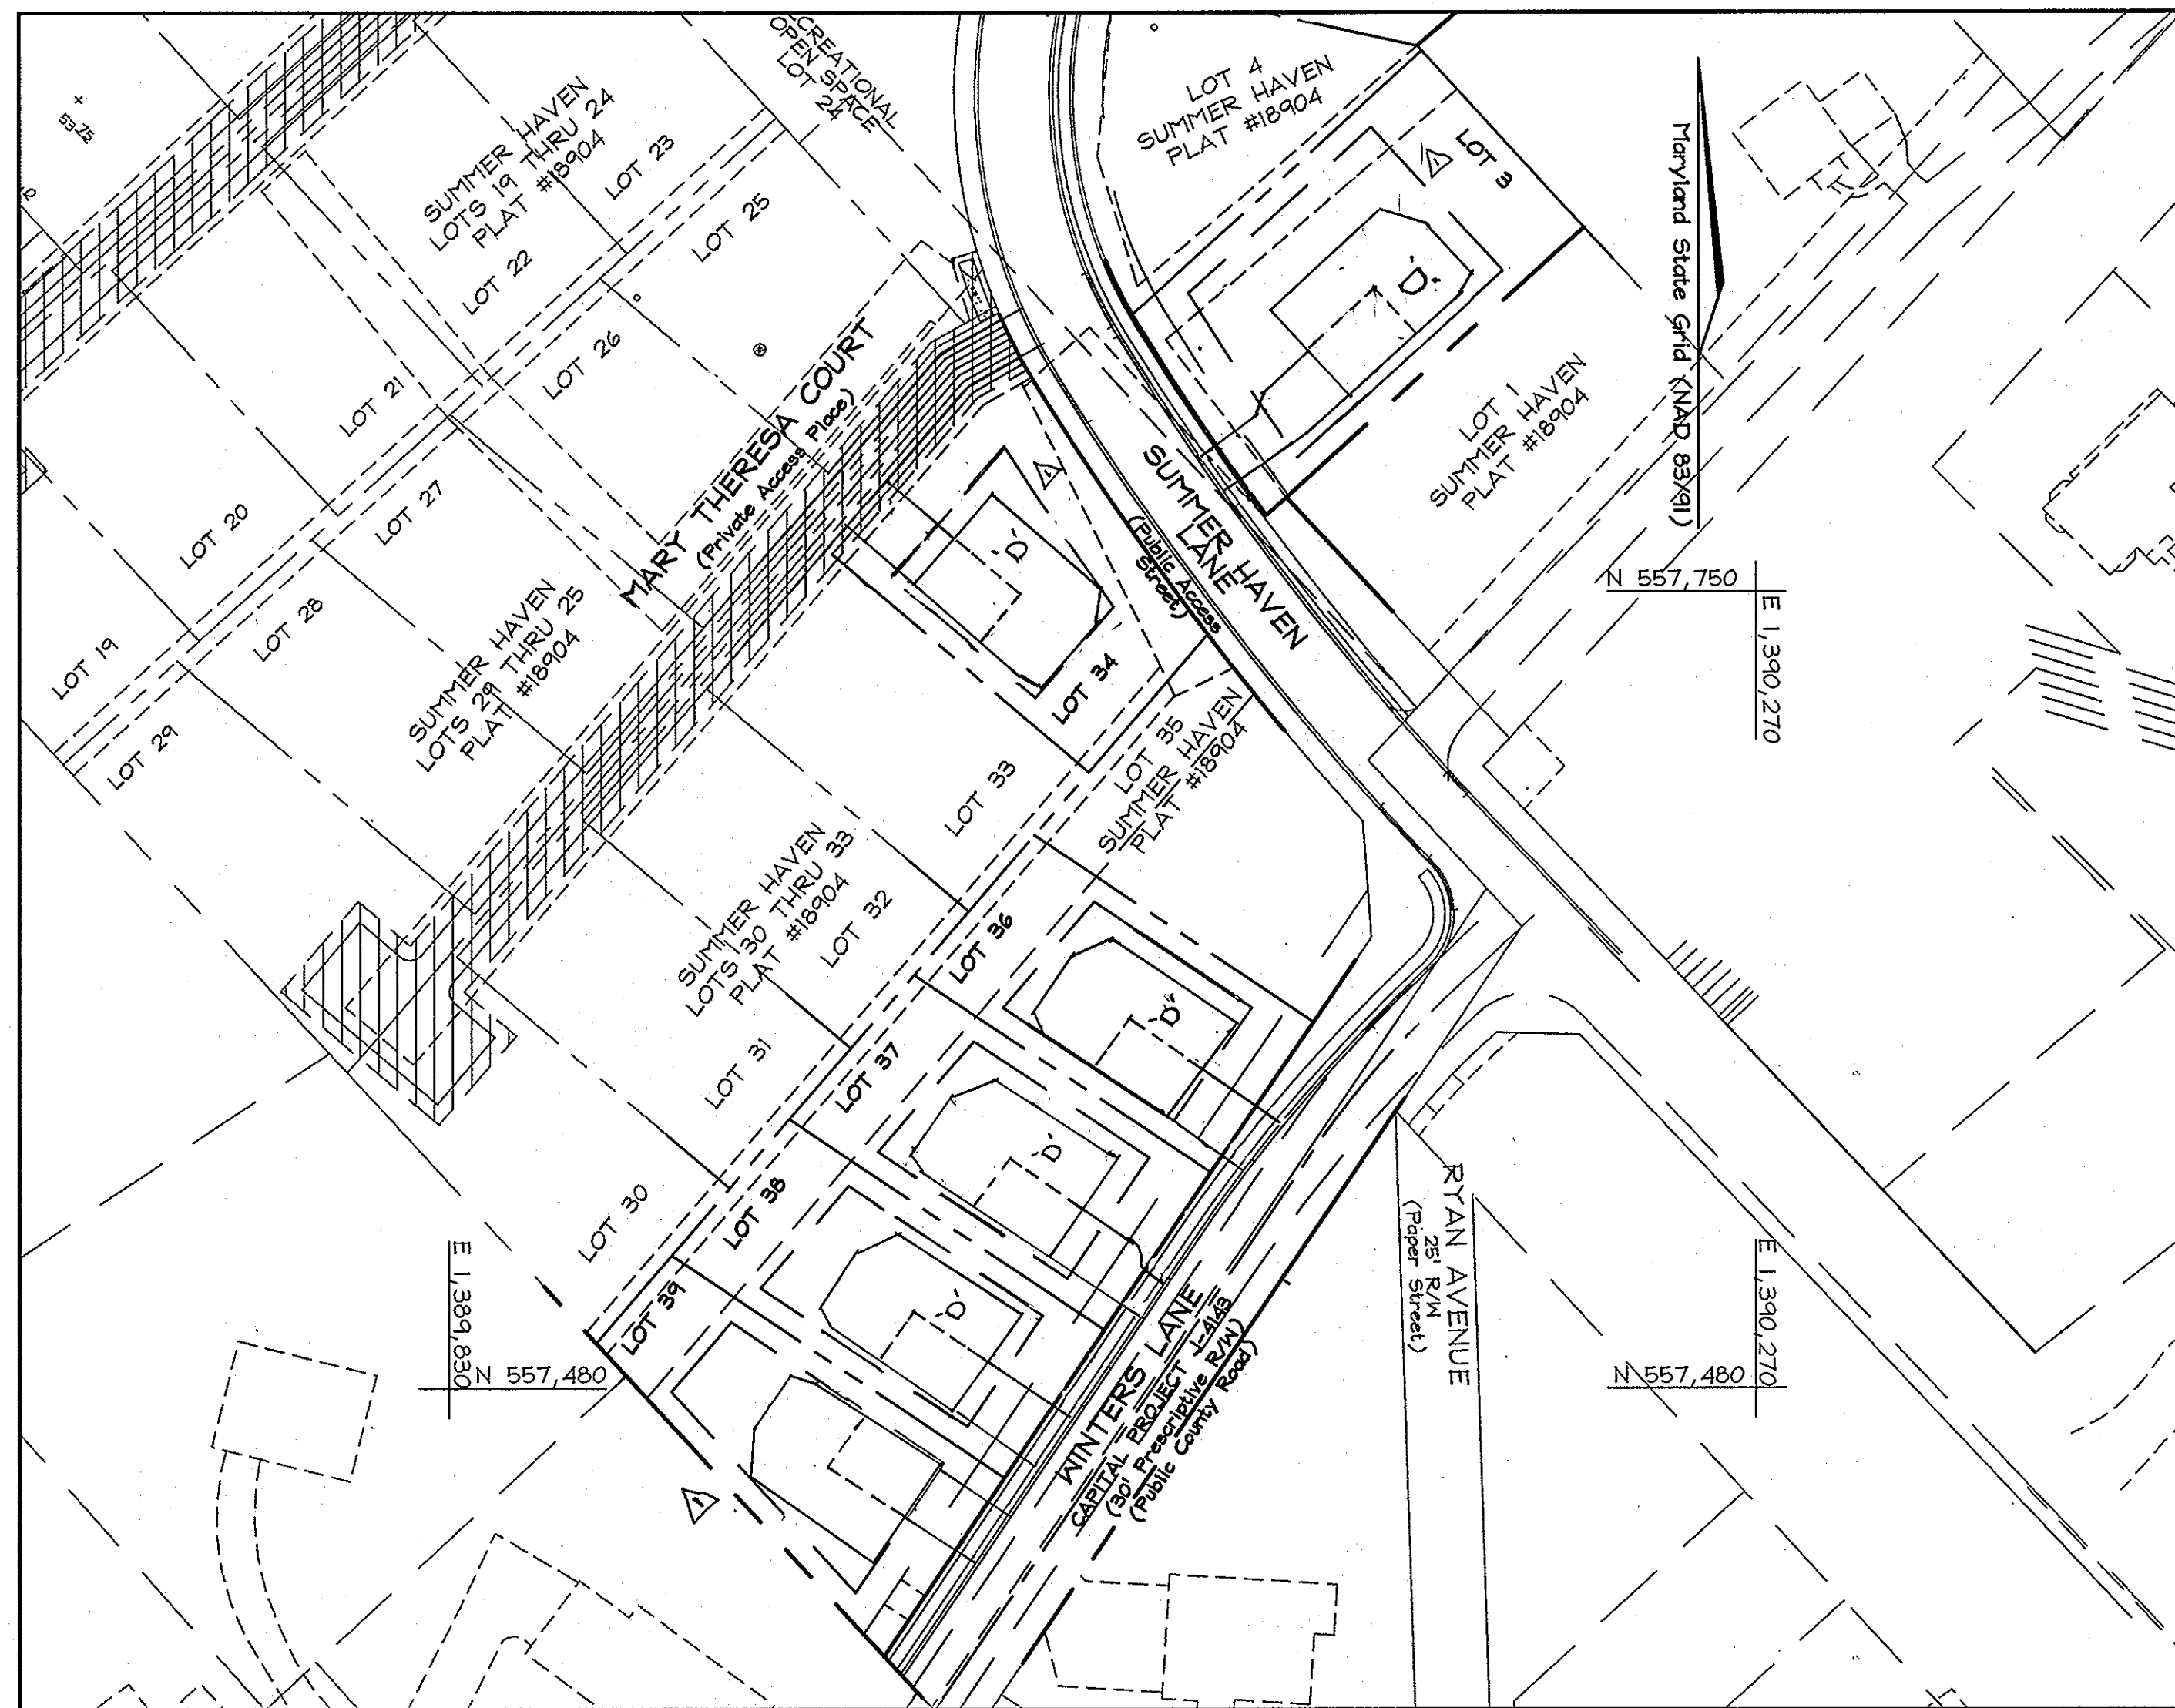 CREATIONAL
OPEN SPACE
LOT 24
LOT 4
SUMMER HAVEN
PLAT #18904
LOT 3
1
'D'
Maryland State Grid (NAD 83/91)
SUMMER HAVEN
LOTS 19 THRU 24
PLAT #18904
LOT 23
LOT 25
LOT 22
LOT 26
LOT 21
LOT 20
LOT 27
LOT 28
LOT 19
LOT 29
MARY THERESA COURT
(Private Access Place)
SUMMER HAVEN
LOTS 29 THRU 25
PLAT #18904
LOT 1
SUMMER HAVEN
PLAT #18904
SUMMER HAVEN
LANE
(Public Access
Street)
1
'D'
LOT 34
N 557,750
E 1,390,270
LOT 35
SUMMER HAVEN
PLAT #18904
LOT 33
SUMMER HAVEN
LOTS 30 THRU 33
PLAT #18904
LOT 32
LOT 31
LOT 30
LOT 36
'D'
LOT 37
'D'
LOT 38
'D'
LOT 39
1
RYAN AVENUE
25' R/W
(Paper Street)
WINTERS LANE
CAPITAL PROJECT J-4143
(30' Prescriptive R/W)
(Public County Road)
E 1,389,830
N 557,480
E 1,390,270
N 557,480